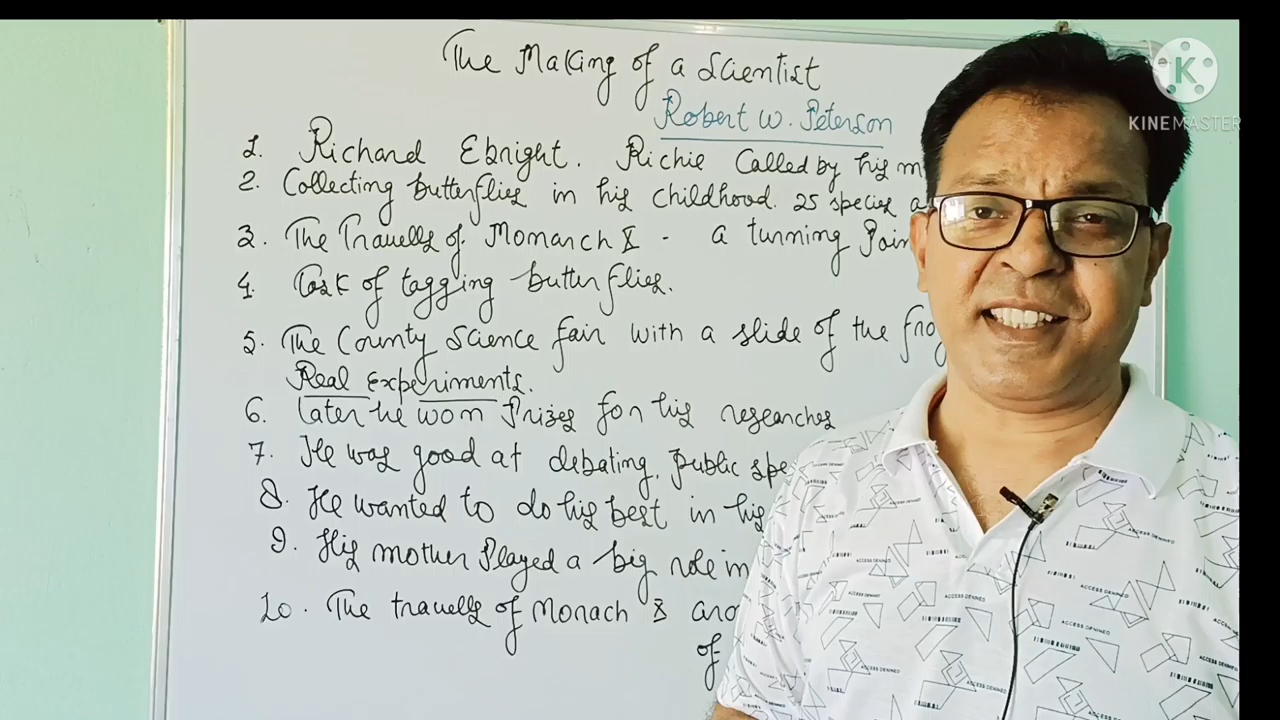 The Making of a Scientist
Robert W. Peterson
1. Richard Ebright. Richie Called by his m
2. Collecting butterflies in his childhood. 25 species a
3. The Travells of Monarch X - a turning Poin
4. Task of tagging butterflies.
5. The County Science fair with a slide of the frog
Real Experiments.
6. later he won Prizes for his researches
7. He was good at debating, public spe
8. He wanted to do his best in his
9. His mother Played a big role in
10. The travells of Monach X and
of
K
KINEMASTER
ACCESS DENINED